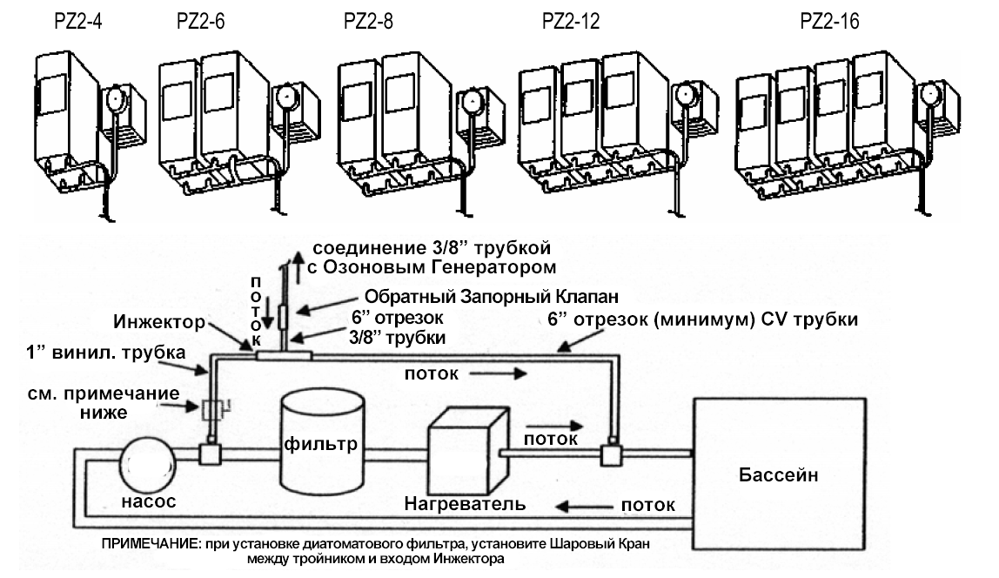 PZ2-4
PZ2-6
PZ2-8
PZ2-12
PZ2-16
соединение 3/8” трубкой
с Озоновым Генератором
ПОТОК
Обратный Запорный Клапан
6” отрезок
3/8” трубки
6” отрезок (минимум) CV трубки
Инжектор
1” винил. трубка
поток
см. примечание
ниже
фильтр
поток
Бассейн
насос
Нагреватель
поток
ПРИМЕЧАНИЕ: при установке диатоматового фильтра, установите Шаровый Кран
между тройником и входом Инжектора